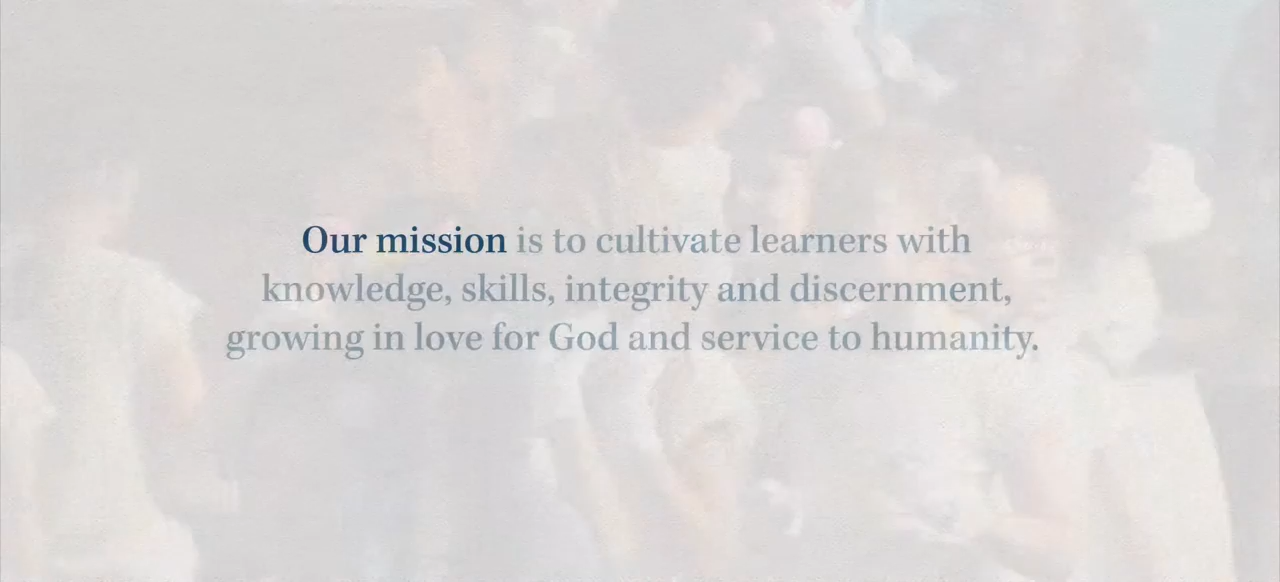 Our mission is to cultivate learners with
knowledge, skills, integrity and discernment,
growing in love for God and service to humanity.